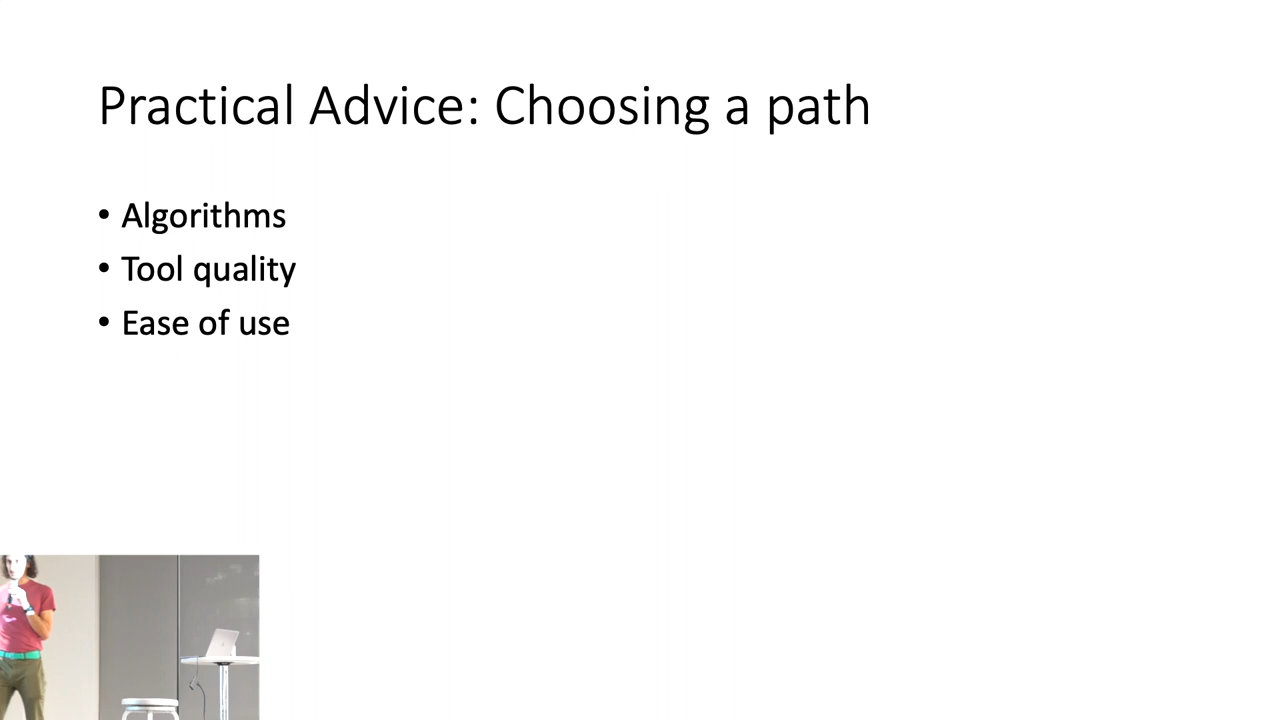 Practical Advice: Choosing a path
• Algorithms
• Tool quality
• Ease of use